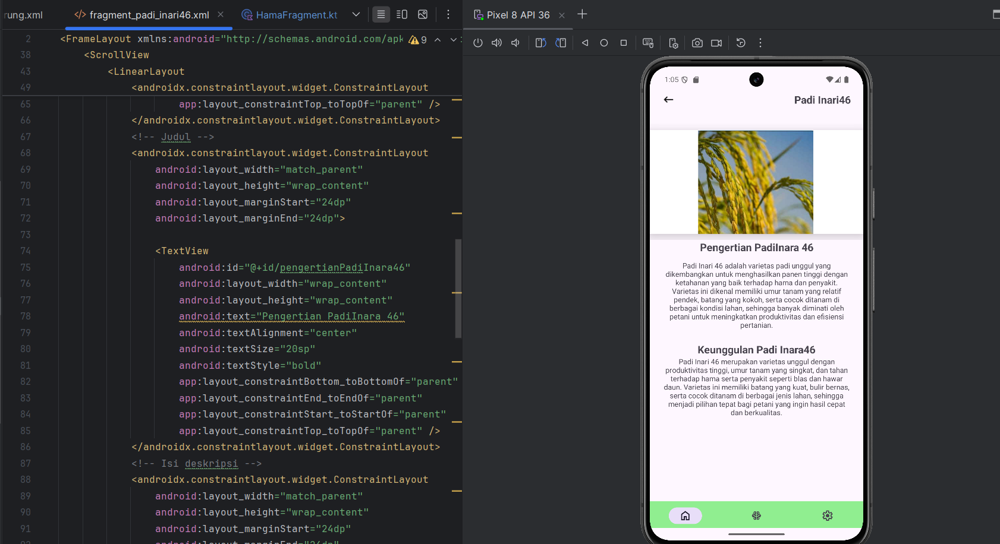 rung.xml
</> fragment_padi_inari46.xml
HamaFragment.kt
Pixel 8 API 36
2 <FrameLayout xmlns:android="http://schemas.android.com/apk
9
38 <ScrollView
43 <LinearLayout
49 <androidx.constraintlayout.widget.ConstraintLayout
65 app:layout_constraintTop_toTopOf="parent" />
66 </androidx.constraintlayout.widget.ConstraintLayout>
67 <!-- Judul -->
68 <androidx.constraintlayout.widget.ConstraintLayout
69 android:layout_width="match_parent"
70 android:layout_height="wrap_content"
71 android:layout_marginStart="24dp"
72 android:layout_marginEnd="24dp">
73
74 <TextView
75 android:id="@+id/pengertianPadiInara46"
76 android:layout_width="wrap_content"
77 android:layout_height="wrap_content"
78 android:text="Pengertian PadiInara 46"
79 android:textAlignment="center"
80 android:textSize="20sp"
81 android:textStyle="bold"
82 app:layout_constraintBottom_toBottomOf="parent"
83 app:layout_constraintEnd_toEndOf="parent"
84 app:layout_constraintStart_toStartOf="parent"
85 app:layout_constraintTop_toTopOf="parent" />
86 </androidx.constraintlayout.widget.ConstraintLayout>
87 <!-- Isi deskripsi -->
88 <androidx.constraintlayout.widget.ConstraintLayout
89 android:layout_width="match_parent"
90 android:layout_height="wrap_content"
91 android:layout_marginStart="24dp"
92 android:layout_marginEnd="24dp"
1:05
Padi Inari46
Pengertian PadiInara 46
Padi Inari 46 adalah varietas padi unggul yang
dikembangkan untuk menghasilkan panen tinggi dengan
ketahanan yang baik terhadap hama dan penyakit.
Varietas ini dikenal memiliki umur tanam yang relatif
pendek, batang yang kokoh, serta cocok ditanam di
berbagai kondisi lahan, sehingga banyak diminati oleh
petani untuk meningkatkan produktivitas dan efisiensi
pertanian.
Keunggulan Padi Inara46
Padi Inari 46 merupakan varietas unggul dengan
produktivitas tinggi, umur tanam yang singkat, dan tahan
terhadap hama serta penyakit seperti blas dan hawar
daun. Varietas ini memiliki batang yang kuat, bulir bernas,
serta cocok ditanam di berbagai jenis lahan, sehingga
menjadi pilihan tepat bagi petani yang ingin hasil cepat
dan berkualitas.